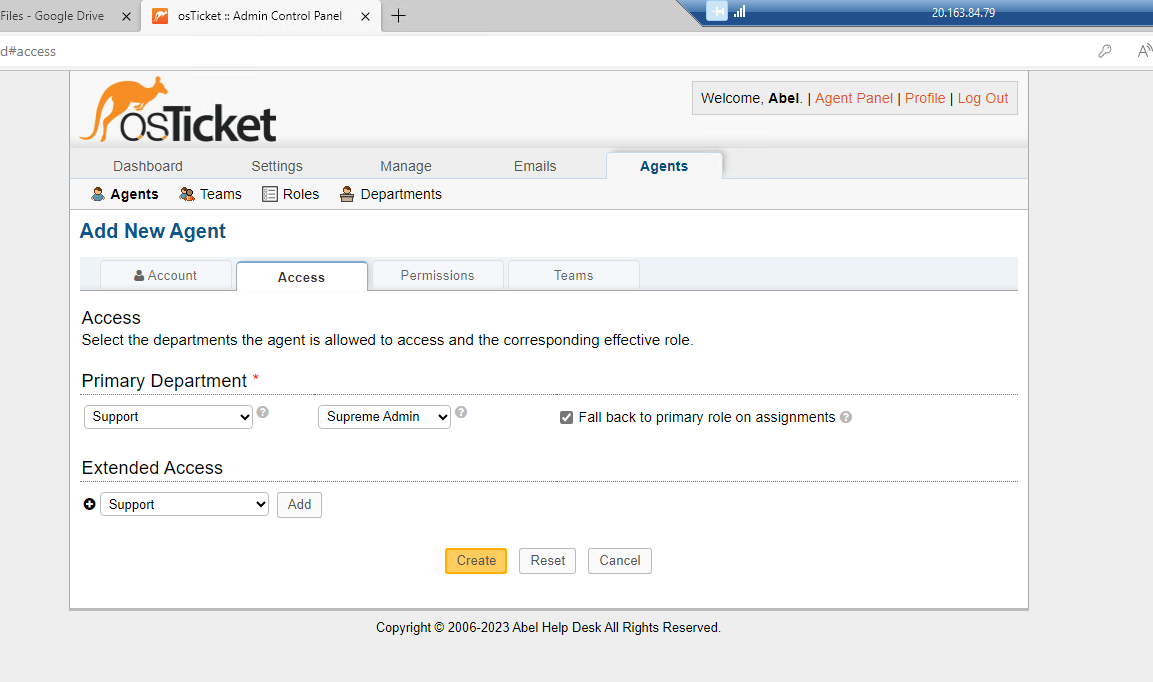 Files - Google Drive
osTicket :: Admin Control Panel
20.163.84.79
d#access
osTicket
Welcome, Abel. | Agent Panel | Profile | Log Out
Dashboard Settings Manage Emails Agents
Agents Teams Roles Departments
Add New Agent
Account Access Permissions Teams
Access
Select the departments the agent is allowed to access and the corresponding effective role.
Primary Department *
Support Supreme Admin Fall back to primary role on assignments
Extended Access
Support Add
Create Reset Cancel
Copyright © 2006-2023 Abel Help Desk All Rights Reserved.